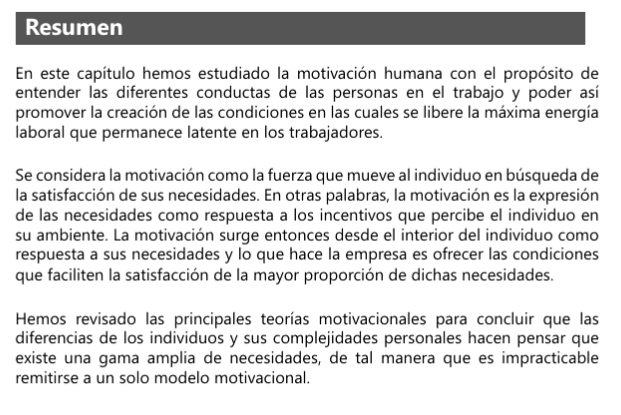 Resumen
En este capítulo hemos estudiado la motivación humana con el propósito de
entender las diferentes conductas de las personas en el trabajo y poder así
promover la creación de las condiciones en las cuales se libere la máxima energía
laboral que permanece latente en los trabajadores.
Se considera la motivación como la fuerza que mueve al individuo en búsqueda de
la satisfacción de sus necesidades. En otras palabras, la motivación es la expresión
de las necesidades como respuesta a los incentivos que percibe el individuo en
su ambiente. La motivación surge entonces desde el interior del individuo como
respuesta a sus necesidades y lo que hace la empresa es ofrecer las condiciones
que faciliten la satisfacción de la mayor proporción de dichas necesidades.
Hemos revisado las principales teorías motivacionales para concluir que las
diferencias de los individuos y sus complejidades personales hacen pensar que
existe una gama amplia de necesidades, de tal manera que es impracticable
remitirse a un solo modelo motivacional.